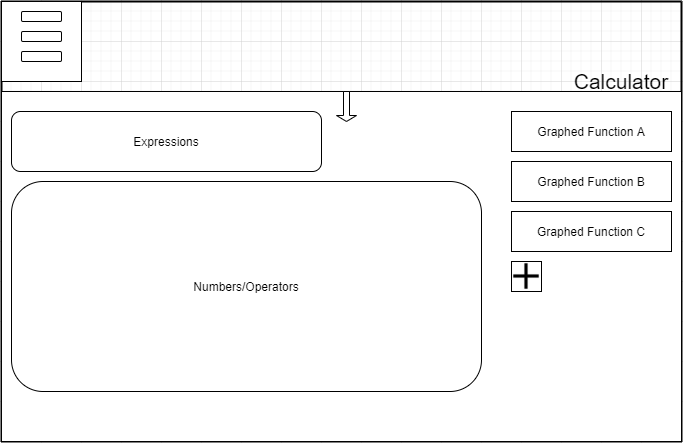 Calculator
Expressions
Graphed Function A
Graphed Function B
Graphed Function C
Numbers/Operators